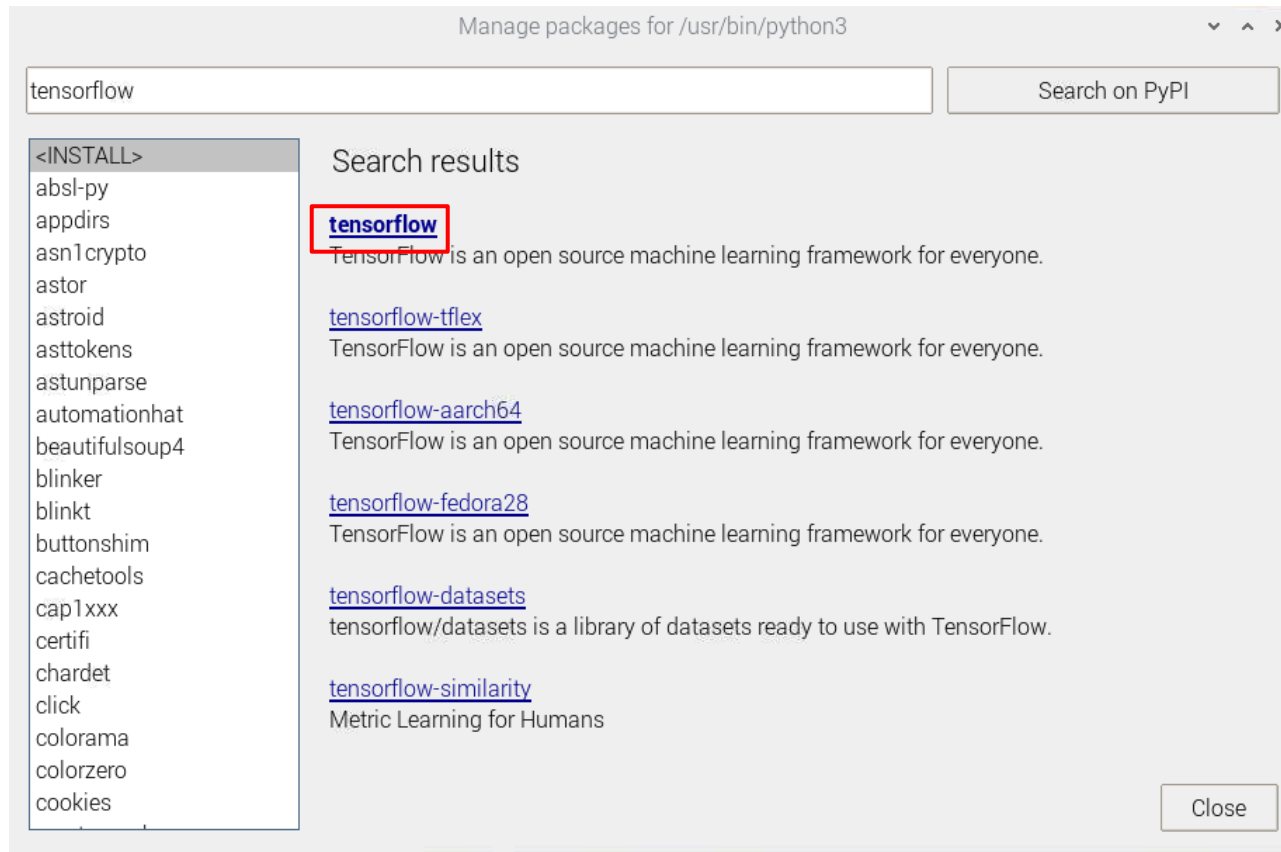 Manage packages for /usr/bin/python3
tensorflow
Search on PyPI
<INSTALL>
absl-py
appdirs
asn1crypto
astor
astroid
asttokens
astunparse
automationhat
beautifulsoup4
blinker
blinkt
buttonshim
cachetools
cap1xxx
certifi
chardet
click
colorama
colorzero
cookies
Search results
tensorflow
TensorFlow is an open source machine learning framework for everyone.
tensorflow-tflex
TensorFlow is an open source machine learning framework for everyone.
tensorflow-aarch64
TensorFlow is an open source machine learning framework for everyone.
tensorflow-fedora28
TensorFlow is an open source machine learning framework for everyone.
tensorflow-datasets
tensorflow/datasets is a library of datasets ready to use with TensorFlow.
tensorflow-similarity
Metric Learning for Humans
Close